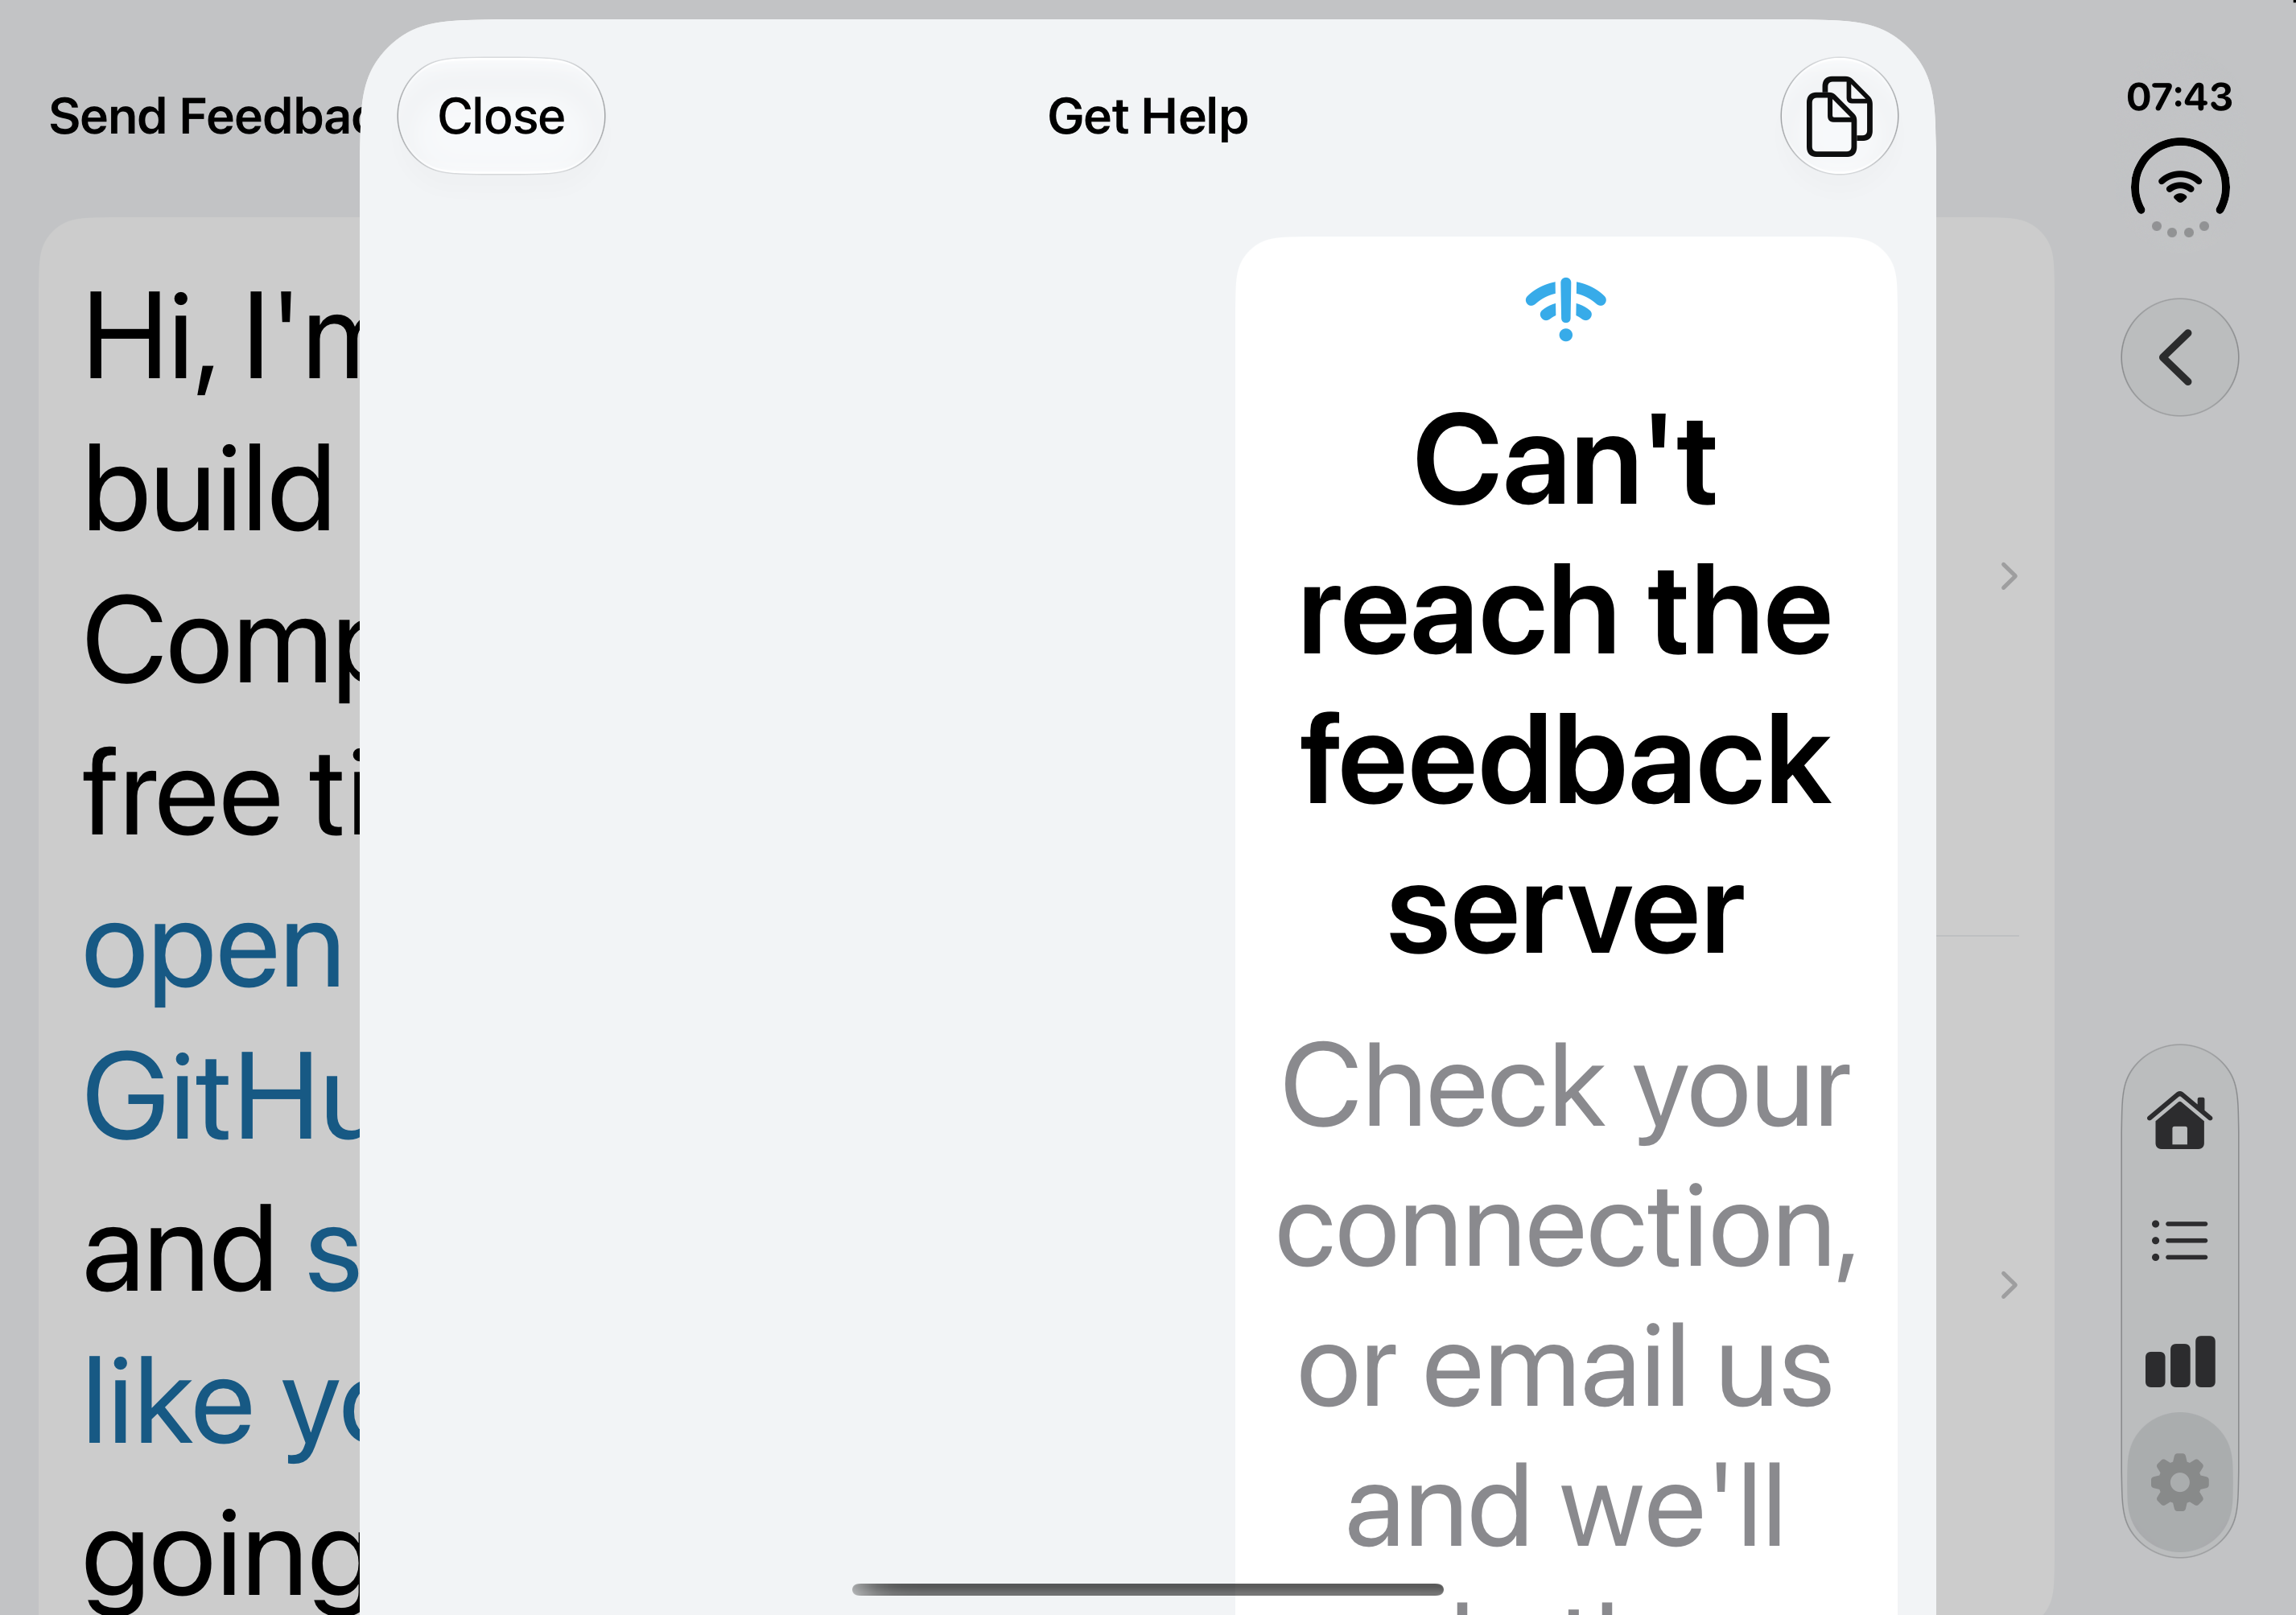 Send Feedbac
Close
Get Help
07:43
Hi, I'm
build
Comp
free ti
open
GitHu
and s
like yo
going
Can't
reach the
feedback
server
Check your
connection,
or email us
and we'll